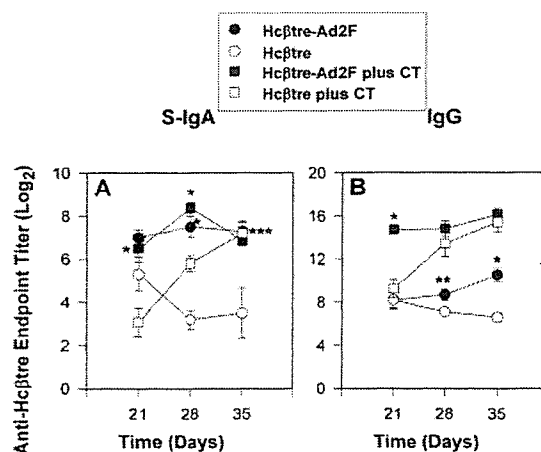 Hcβtre-Ad2F
Hcβtre
Hcβtre-Ad2F plus CT
Hcβtre plus CT
S-IgA
IgG
Anti-Hcβtre Endpoint Titer (Log2)
A
10
8
6
4
2
0
*
*
*
***
21
28
35
Time (Days)
B
20
16
12
8
4
0
*
**
*
21
28
35
Time (Days)